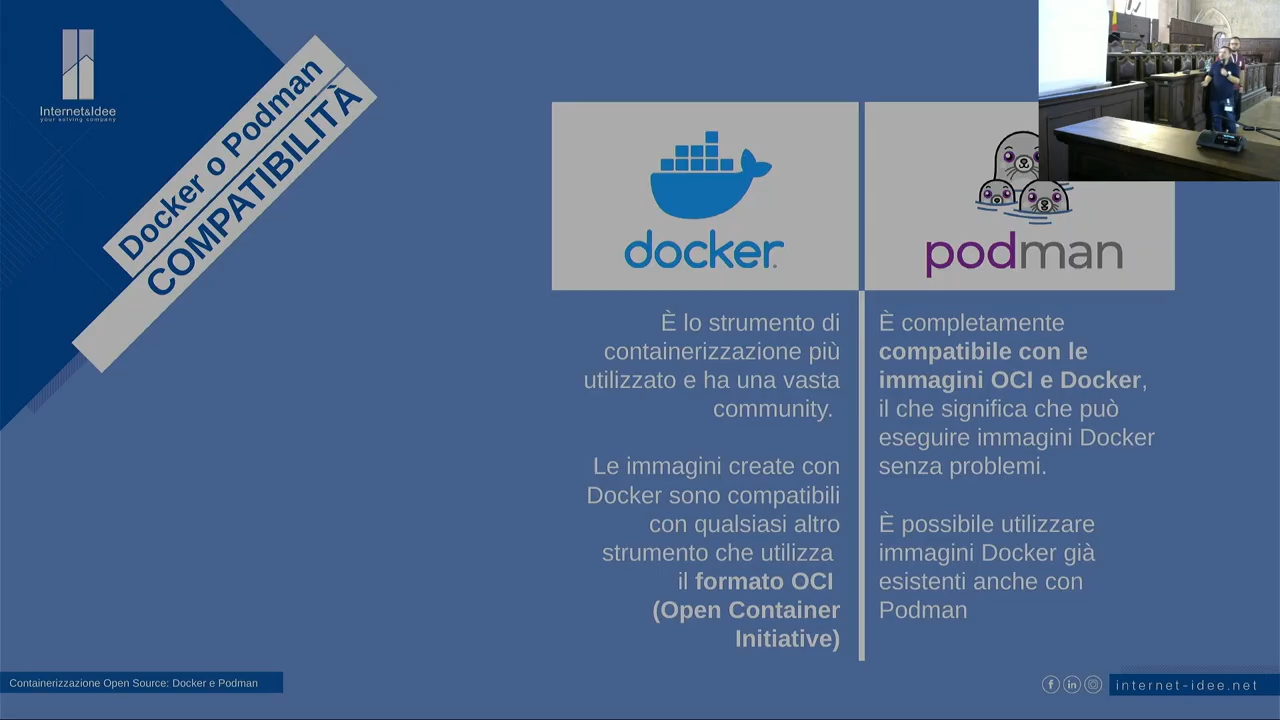 Internet&Idee
your solving company
Docker o Podman
COMPATIBILITÀ
docker
podman
È lo strumento di
containerizzazione più
utilizzato e ha una vasta
community.
Le immagini create con
Docker sono compatibili
con qualsiasi altro
strumento che utilizza
il formato OCI
(Open Container
Initiative)
È completamente
compatibile con le
immagini OCI e Docker,
il che significa che può
eseguire immagini Docker
senza problemi.
È possibile utilizzare
immagini Docker già
esistenti anche con
Podman
Containerizzazione Open Source: Docker e Podman
internet-idee.net